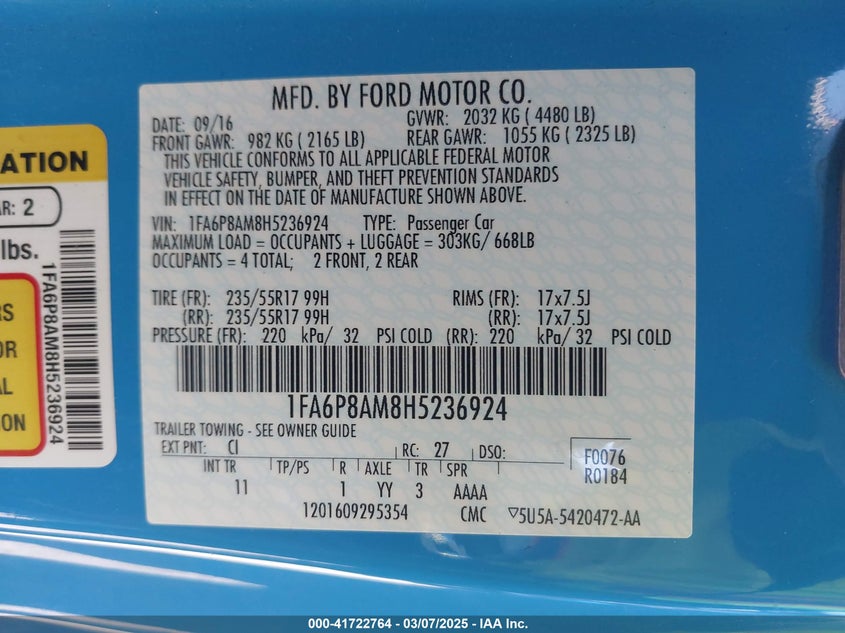 MFD. BY FORD MOTOR CO.
DATE: 09/16 GVWR: 2032 KG ( 4480 LB)
FRONT GAWR: 982 KG ( 2165 LB) REAR GAWR: 1055 KG ( 2325 LB)
THIS VEHICLE CONFORMS TO ALL APPLICABLE FEDERAL MOTOR
VEHICLE SAFETY, BUMPER, AND THEFT PREVENTION STANDARDS
IN EFFECT ON THE DATE OF MANUFACTURE SHOWN ABOVE.
VIN: 1FA6P8AM8H5236924 TYPE: Passenger Car
MAXIMUM LOAD = OCCUPANTS + LUGGAGE = 303KG/ 668LB
OCCUPANTS = 4 TOTAL; 2 FRONT, 2 REAR
TIRE (FR): 235/55R17 99H RIMS (FR): 17x7.5J
(RR): 235/55R17 99H (RR): 17x7.5J
PRESSURE (FR): 220 kPa/ 32 PSI COLD (RR): 220 kPa/ 32 PSI COLD
1FA6P8AM8H5236924
TRAILER TOWING - SEE OWNER GUIDE
EXT PNT: CI RC: 27 DSO: F0076
INT TR TP/PS R AXLE TR SPR R0184
11 1 YY 3 AAAA
1201609295354 CMC ▽5U5A-5420472-AA
ATION
AR: 2
lbs.
RS
OR
AL
ION
1FA6P8AM8H5236924
000-41722764 - 03/07/2025 - IAA Inc.